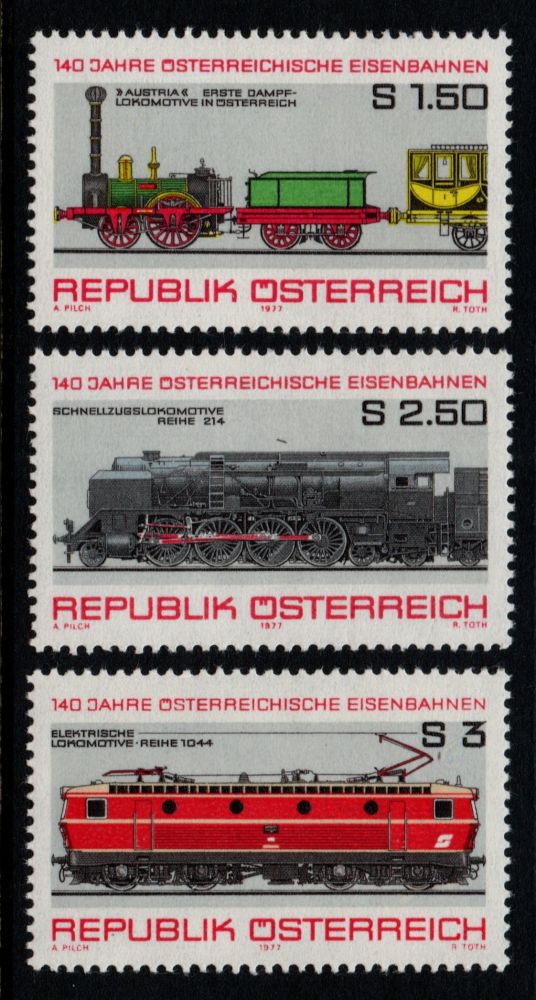 140 JAHRE ÖSTERREICHISCHE EISENBAHNEN
»AUSTRIA« ERSTE DAMPF-
LOKOMOTIVE IN ÖSTERREICH
S 1.50
REPUBLIK ÖSTERREICH
A. PILCH 1977 R. TOTH
140 JAHRE ÖSTERREICHISCHE EISENBAHNEN
SCHNELLZUGSLOKOMOTIVE
REIHE 214
S 2.50
REPUBLIK ÖSTERREICH
A. PILCH 1977 R. TOTH
140 JAHRE ÖSTERREICHISCHE EISENBAHNEN
ELEKTRISCHE
LOKOMOTIVE · REIHE 1044
S 3
REPUBLIK ÖSTERREICH
A. PILCH 1977 R. TOTH